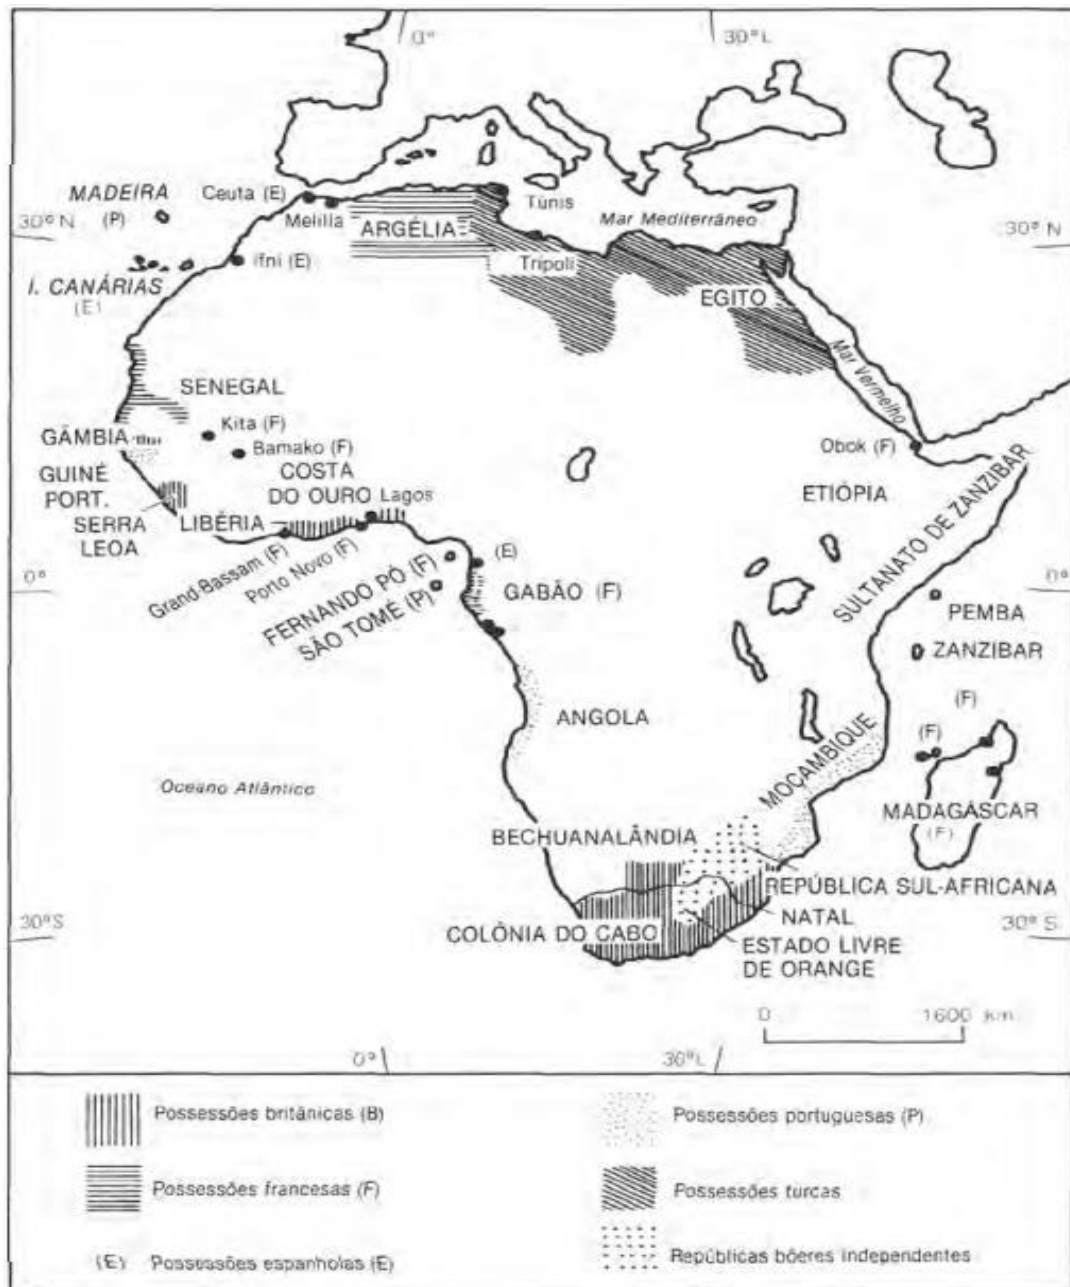 0°
30°L
MADEIRA
(P)
Ceuta (E)
Melilla
30°N
ARGÉLIA
Túnis
Mar Mediterrâneo
30°N
Ifni (E)
Trípoli
I. CANÁRIAS
(E)
EGITO
Mar Vermelho
SENEGAL
Kita (F)
GÂMBIA
Bamako (F)
Obok (F)
GUINÉ
PORT.
COSTA
DO OURO
Lagos
ETIÓPIA
SERRA
LEOA
LIBÉRIA
SULTANATO DE ZANZIBAR
Grand-Bassam (F)
Porto Novo (F)
(E)
0°
FERNANDO PÓ (F)
GABÃO (F)
0°
SÃO TOMÉ (P)
PEMBA
ZANZIBAR
(F)
ANGOLA
(F)
MOÇAMBIQUE
Oceano Atlântico
MADAGÁSCAR
(F)
BECHUANALÂNDIA
REPÚBLICA SUL-AFRICANA
30°S
COLÔNIA DO CABO
NATAL
30°S
ESTADO LIVRE
DE ORANGE
0 1600 km
0°
30°L
Possessões britânicas (B)
Possessões portuguesas (P)
Possessões francesas (F)
Possessões turcas
(E) Possessões espanholas (E)
Repúblicas bôeres independentes